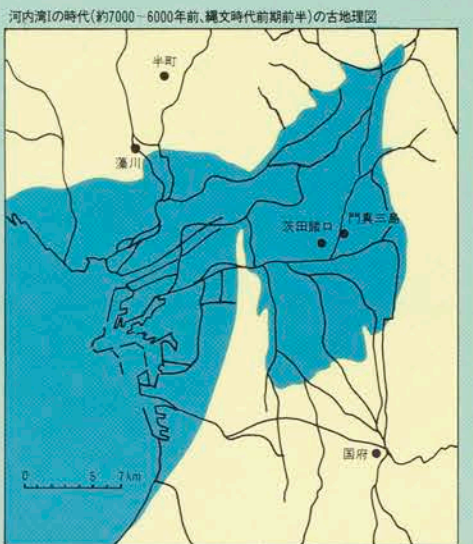 河内湾Iの時代(約7000－6000年前、縄文時代前期前半)の古地理図
半町
藻川
茨田諸口
門真三島
国府
0 5 7km